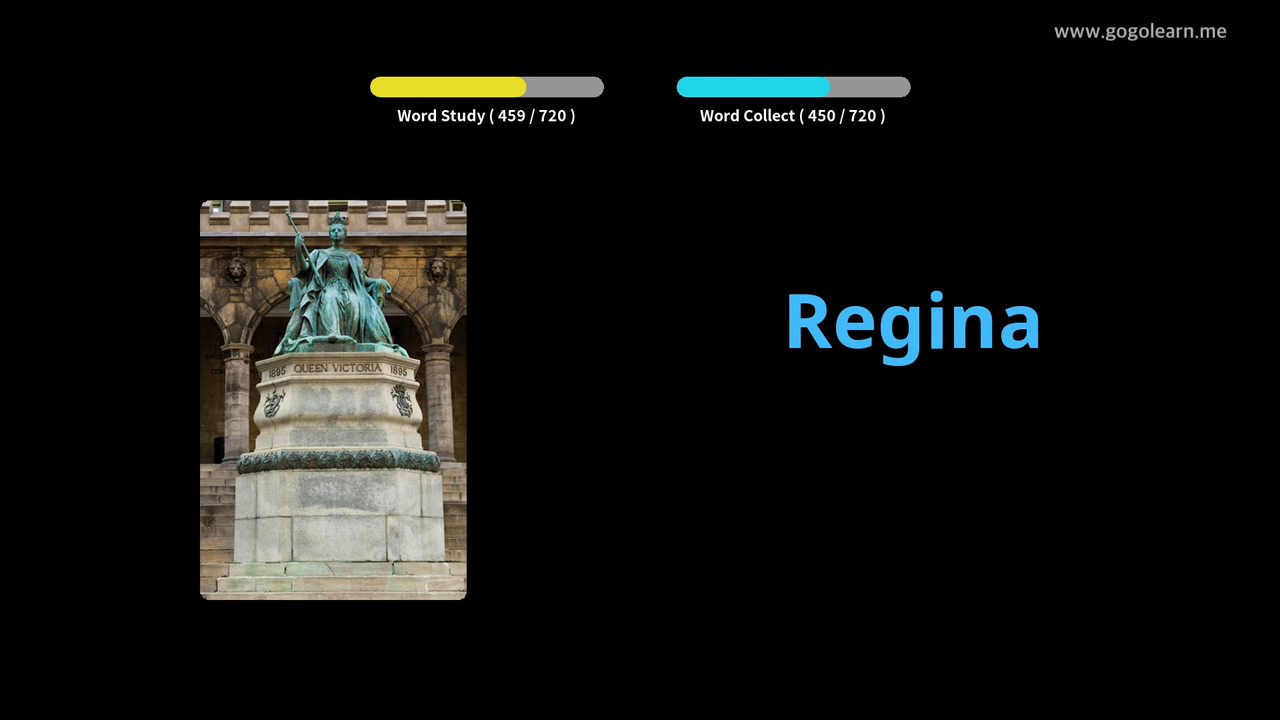 www.gogolearn.me
Word Study ( 459 / 720 )
Word Collect ( 450 / 720 )
Regina
1895 QUEEN VICTORIA 1895